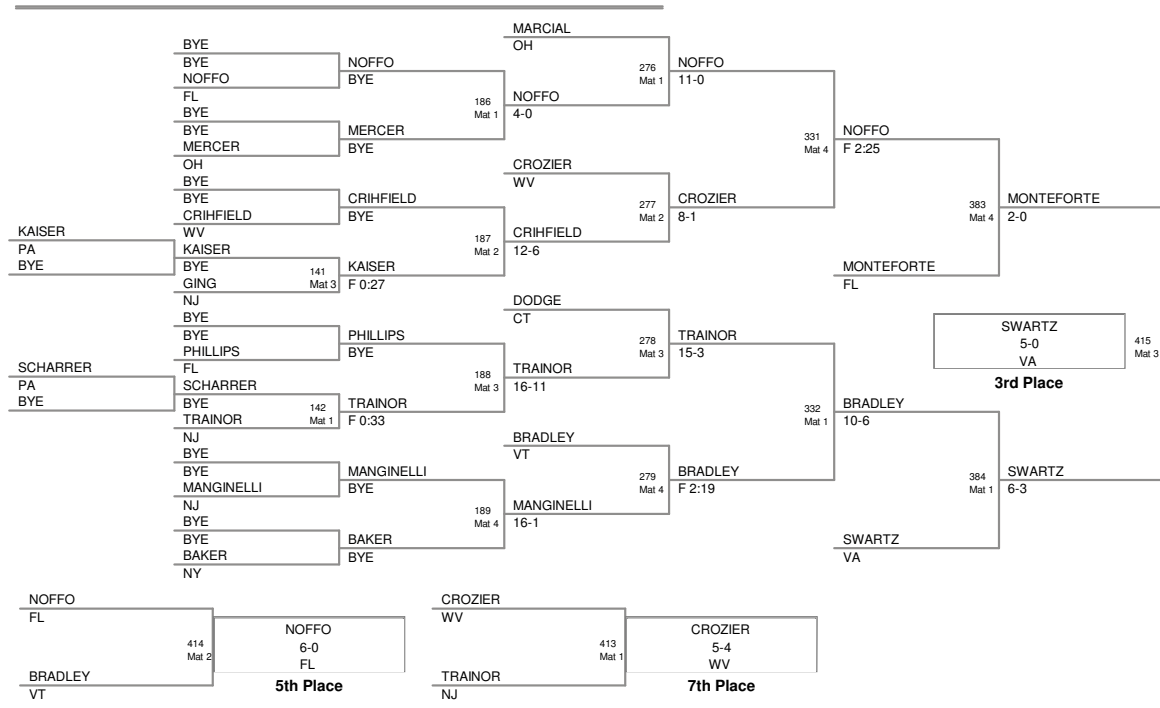 MARCIAL
OH
BYE
BYE
NOFFO
FL
NOFFO
BYE
276
Mat 1
NOFFO
11-0
186
Mat 1
NOFFO
4-0
BYE
BYE
MERCER
OH
MERCER
BYE
331
Mat 4
NOFFO
F 2:25
CROZIER
WV
BYE
BYE
CRIHFIELD
WV
CRIHFIELD
BYE
277
Mat 2
CROZIER
8-1
383
Mat 4
MONTEFORTE
2-0
KAISER
PA
BYE
187
Mat 2
CRIHFIELD
12-6
KAISER
BYE
GING
NJ
141
Mat 3
KAISER
F 0:27
MONTEFORTE
FL
DODGE
CT
BYE
BYE
PHILLIPS
FL
PHILLIPS
BYE
278
Mat 3
TRAINOR
15-3
SWARTZ
5-0
VA
3rd Place
415
Mat 3
SCHARRER
PA
BYE
188
Mat 3
TRAINOR
16-11
SCHARRER
BYE
TRAINOR
NJ
142
Mat 1
TRAINOR
F 0:33
332
Mat 1
BRADLEY
10-6
BRADLEY
VT
BYE
BYE
MANGINELLI
NJ
MANGINELLI
BYE
279
Mat 4
BRADLEY
F 2:19
384
Mat 1
SWARTZ
6-3
189
Mat 4
MANGINELLI
16-1
BYE
BYE
BAKER
NY
BAKER
BYE
SWARTZ
VA
NOFFO
FL
414
Mat 2
BRADLEY
VT
NOFFO
6-0
FL
5th Place
CROZIER
WV
413
Mat 1
TRAINOR
NJ
CROZIER
5-4
WV
7th Place